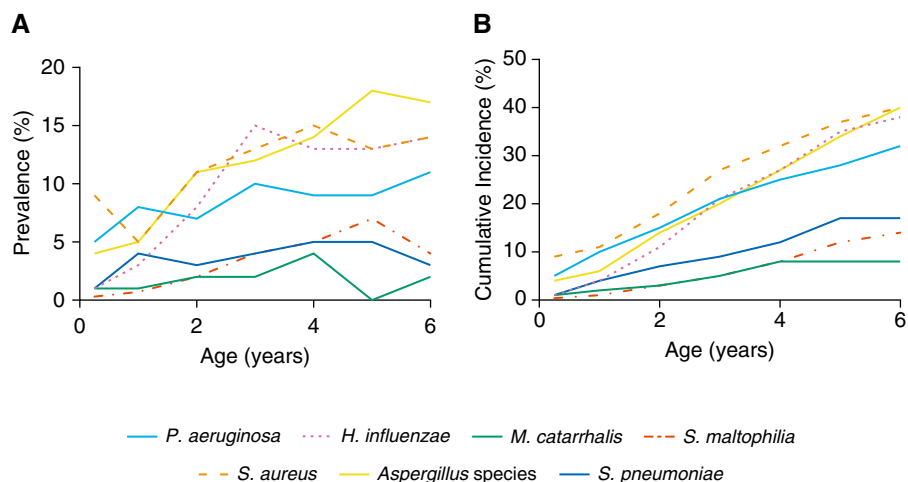 A
B
Prevalence (%)
20
15
10
5
0
0
2
4
6
Age (years)
Cumulative Incidence (%)
50
40
30
20
10
0
0
2
4
6
Age (years)
P. aeruginosa
H. influenzae
M. catarrhalis
S. maltophilia
S. aureus
Aspergillus species
S. pneumoniae